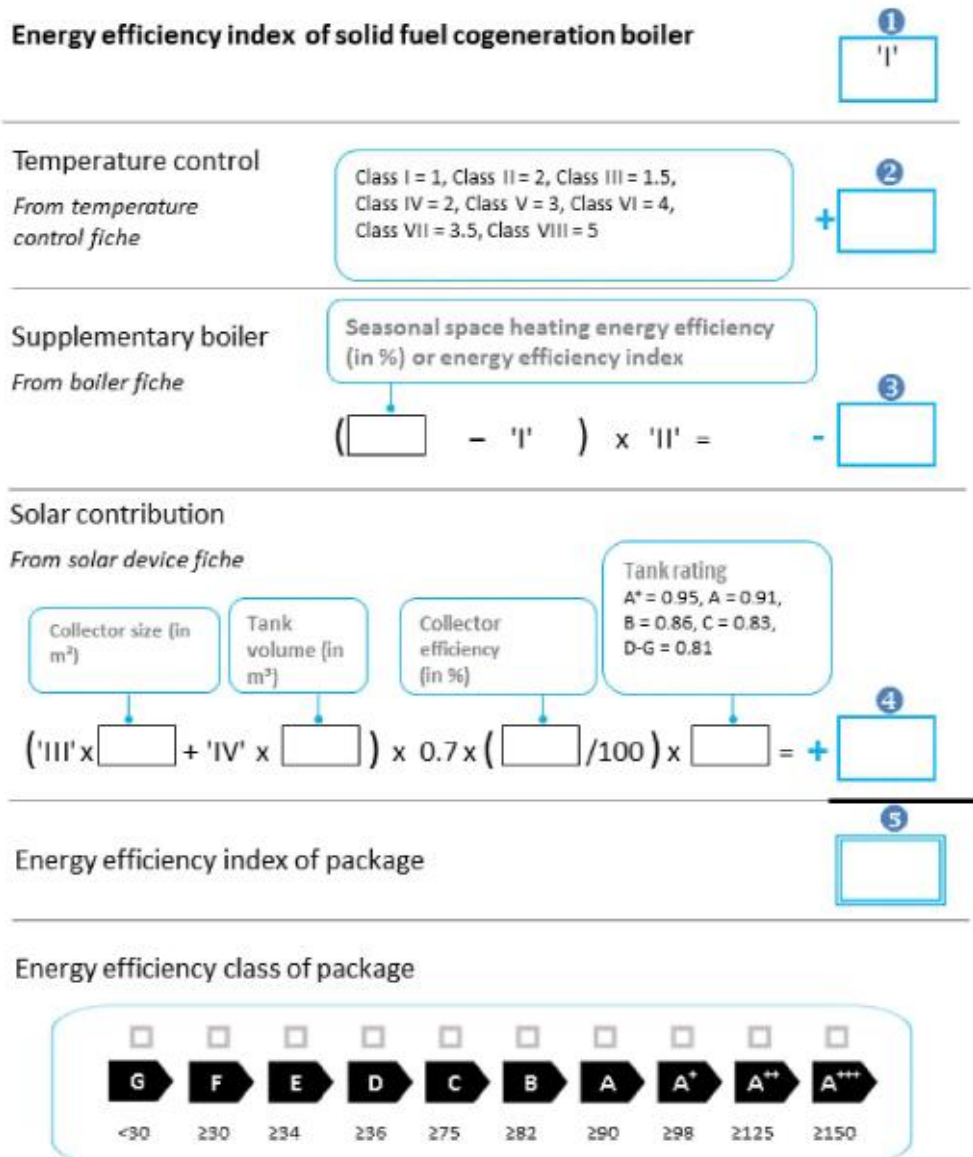 Energy efficiency index of solid fuel cogeneration boiler
1
'I'
Temperature control
From temperature
control fiche
Class I = 1, Class II = 2, Class III = 1.5,
Class IV = 2, Class V = 3, Class VI = 4,
Class VII = 3.5, Class VIII = 5
2
+
Supplementary boiler
From boiler fiche
Seasonal space heating energy efficiency
(in %) or energy efficiency index
3
( - 'I' ) x 'II' = -
Solar contribution
From solar device fiche
Collector size (in
m²)
Tank
volume (in
m³)
Collector
efficiency
(in %)
Tank rating
A* = 0.95, A = 0.91,
B = 0.86, C = 0.83,
D-G = 0.81
4
('III' x + 'IV' x ) x 0.7 x ( /100 ) x = +
5
Energy efficiency index of package
Energy efficiency class of package
G F E D C B A A+ A++ A+++
<30 ≥30 ≥34 ≥36 ≥75 ≥82 ≥90 ≥98 ≥125 ≥150